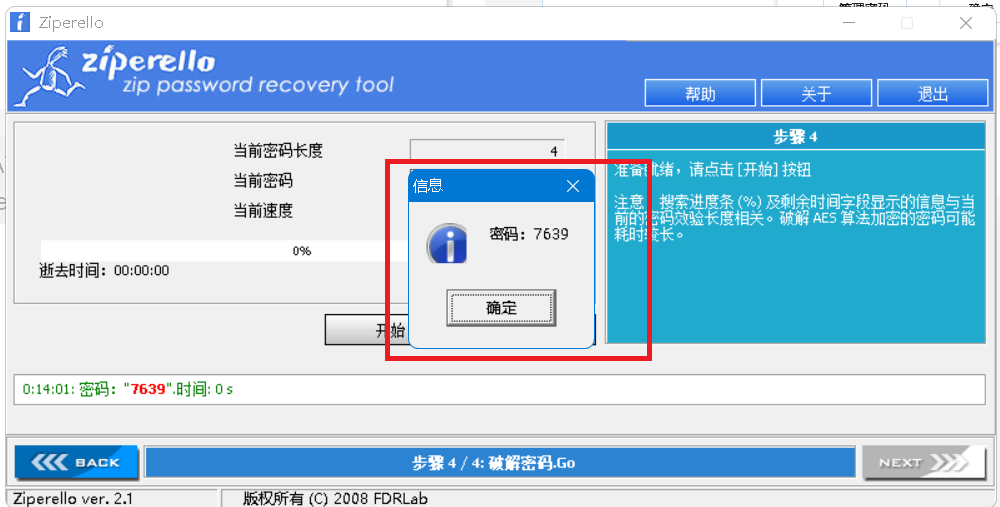 管理密码
确定
Ziperello
ziperello
zip password recovery tool
帮助
关于
退出
当前密码长度
4
当前密码
当前速度
0%
逝去时间：00:00:00
开始
信息
密码：7639
确定
步骤 4
准备就绪，请点击 [开始] 按钮
注意 搜索进度条 (%) 及剩余时间字段显示的信息与当
前的密码效验长度相关。破解 AES 算法加密的密码可能
耗时较长。
0:14:01: 密码："7639".时间: 0 s
BACK
步骤 4 / 4: 破解密码.Go
NEXT
Ziperello ver. 2.1
版权所有 (C) 2008 FDRLab